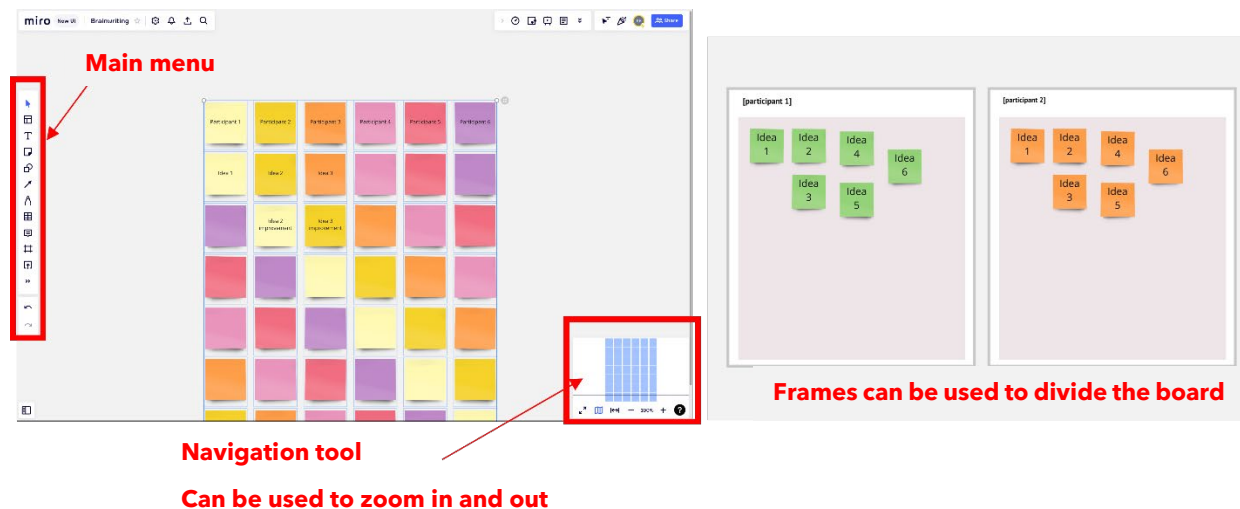 miro New UI Brainwriting
Share
Main menu
Participant 1 Participant 2 Participant 3 Participant 4 Participant 5 Participant 6
Idea 1 Idea 2 Idea 3
Idea 2 improvement Idea 3 improvement
Navigation tool
Can be used to zoom in and out
[participant 1]
Idea 1
Idea 2
Idea 4
Idea 6
Idea 3
Idea 5
[participant 2]
Idea 1
Idea 2
Idea 4
Idea 6
Idea 3
Idea 5
Frames can be used to divide the board